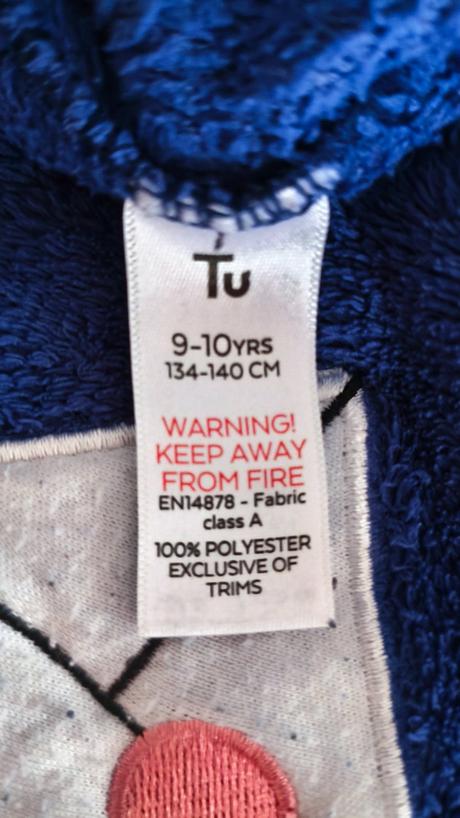 Tu
9-10YRS
134-140 CM
WARNING!
KEEP AWAY
FROM FIRE
EN14878 - Fabric
class A
100% POLYESTER
EXCLUSIVE OF
TRIMS